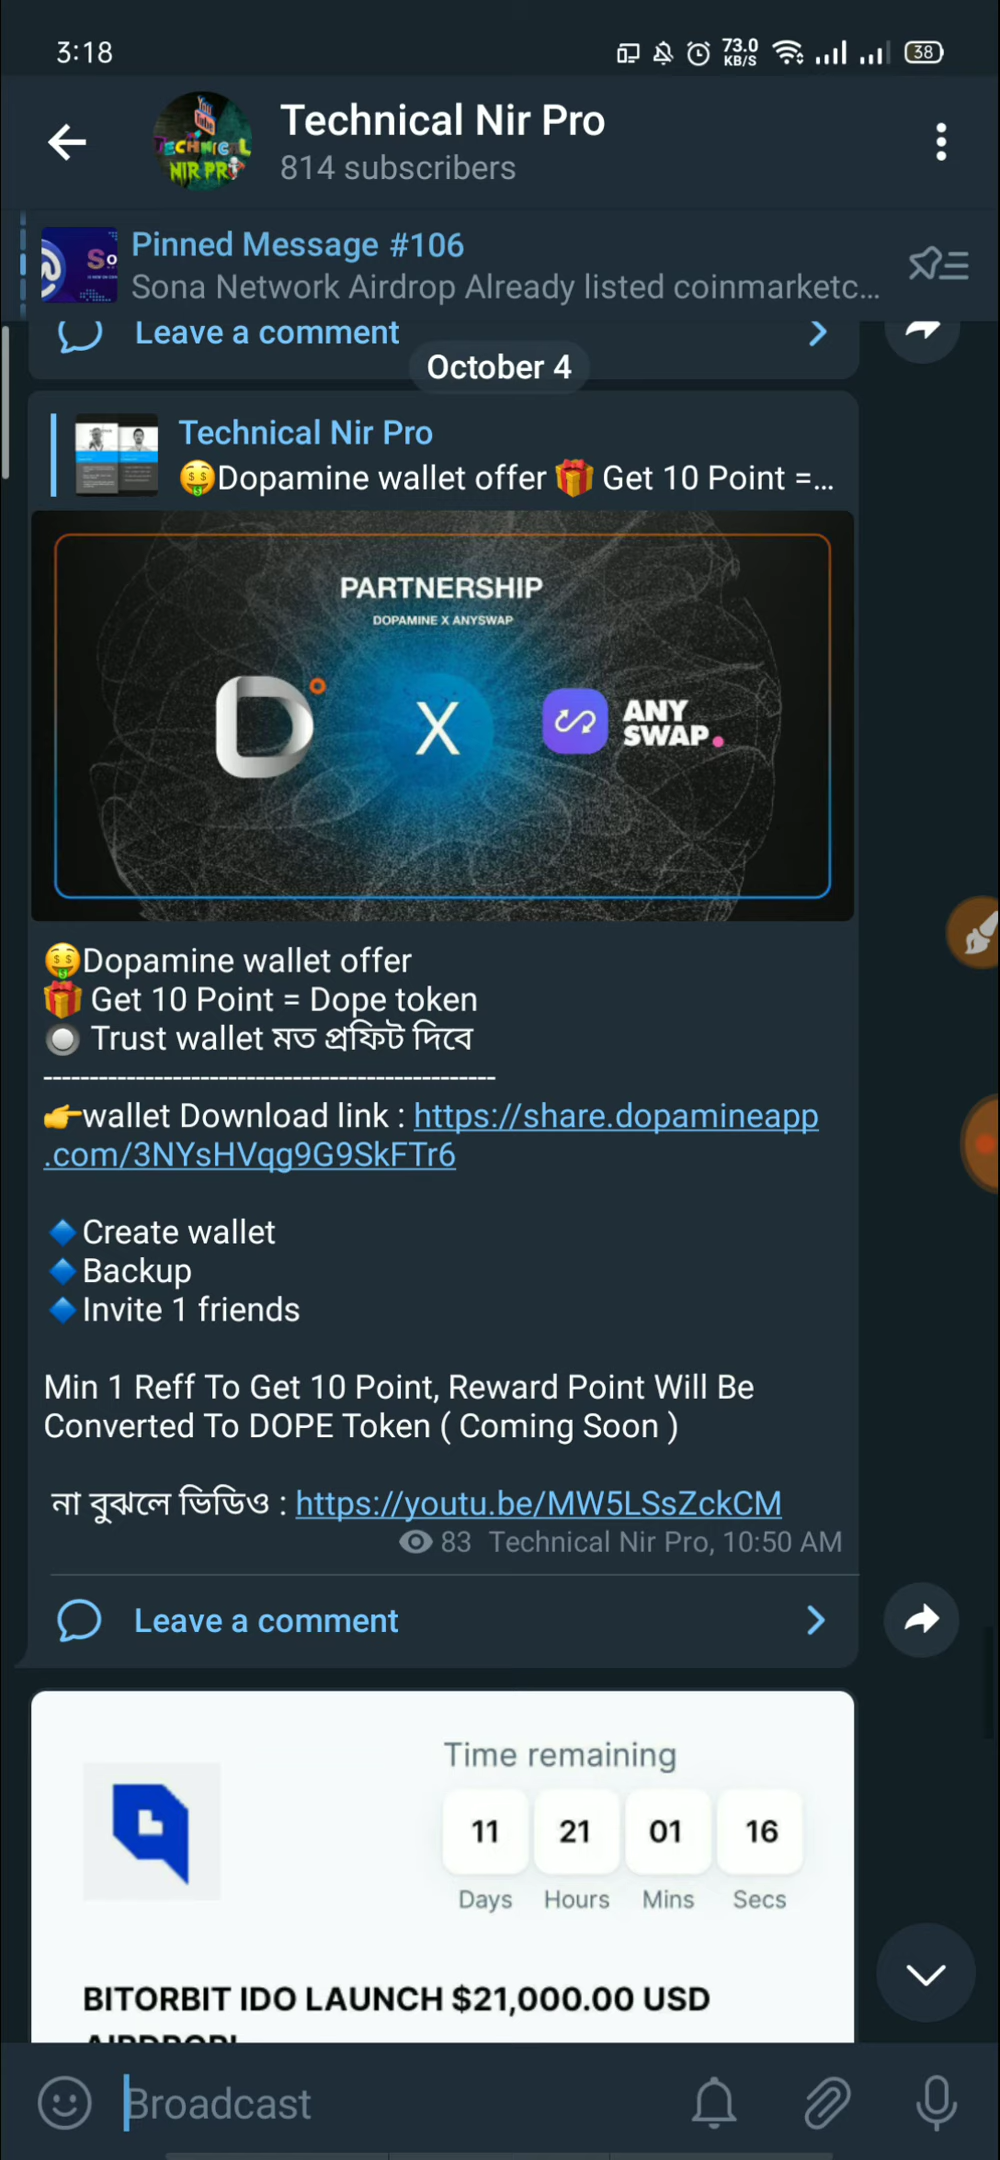 3:18
73.0
KB/S
38
Technical Nir Pro
814 subscribers
Pinned Message #106
Sona Network Airdrop Already listed coinmarketc...
Leave a comment
October 4
Technical Nir Pro
🤑Dopamine wallet offer 🎁 Get 10 Point =...
PARTNERSHIP
DOPAMINE X ANYSWAP
D X ANY
SWAP.
🤑Dopamine wallet offer
🎁 Get 10 Point = Dope token
🔘 Trust wallet মত প্রফিট দিবে
-------------------------------------------------
👉wallet Download link : https://share.dopamineapp
.com/3NYsHVqg9G9SkFTr6
🔹Create wallet
🔹Backup
🔹Invite 1 friends
Min 1 Reff To Get 10 Point, Reward Point Will Be
Converted To DOPE Token ( Coming Soon )
না বুঝলে ভিডিও : https://youtu.be/MW5LSsZckCM
83 Technical Nir Pro, 10:50 AM
Leave a comment
Time remaining
11 21 01 16
Days Hours Mins Secs
BITORBIT IDO LAUNCH $21,000.00 USD
AIRDROP!
Broadcast